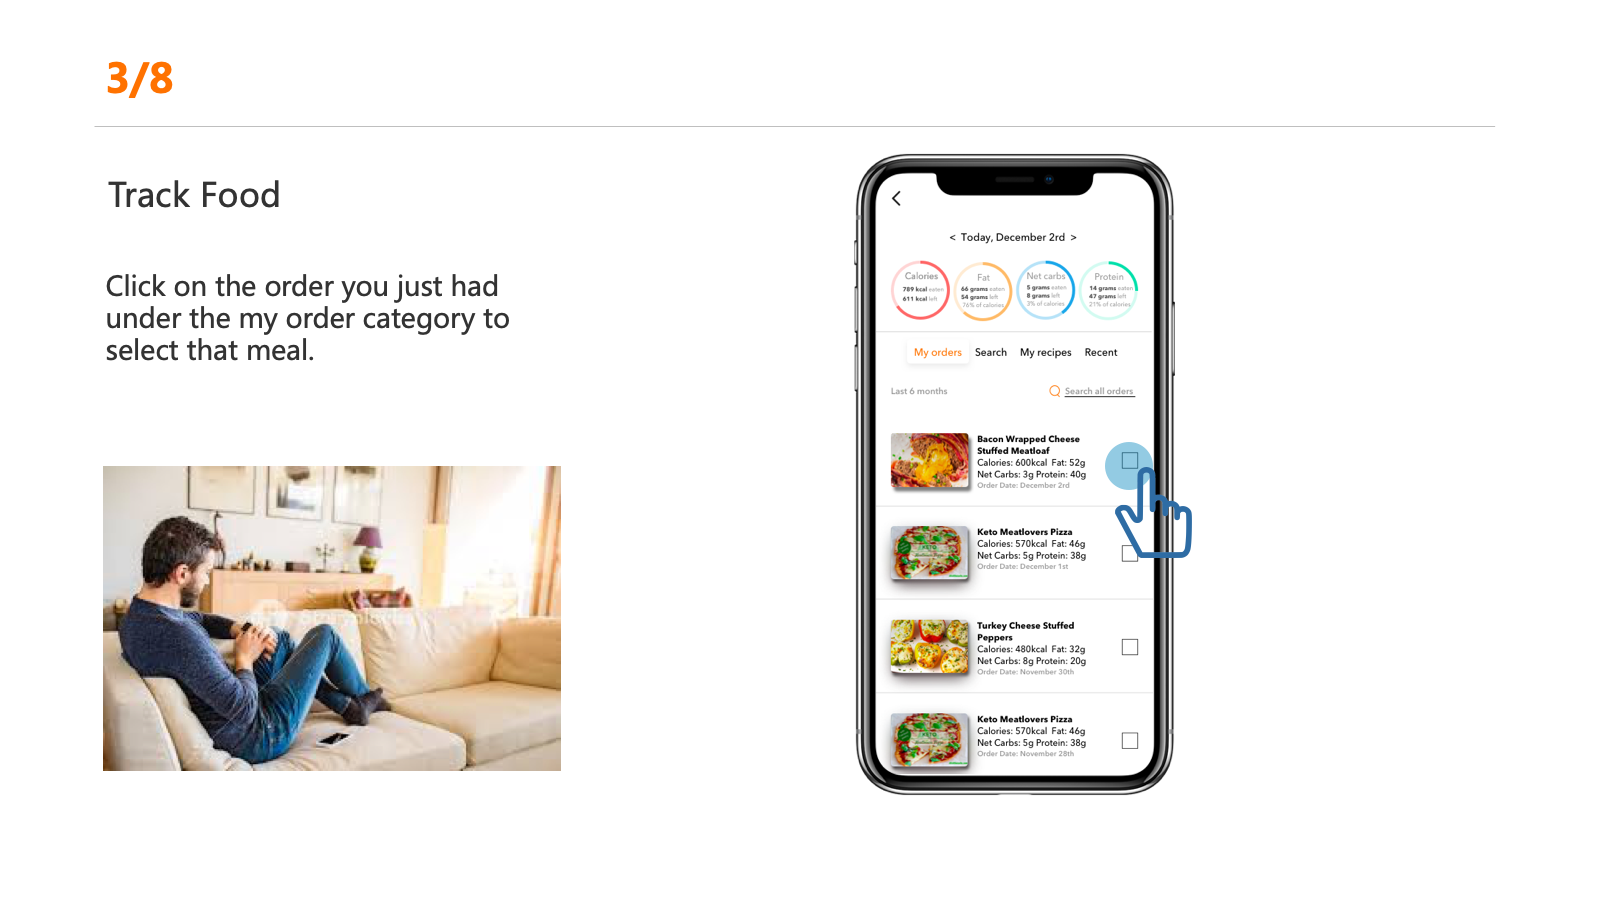 3/8
Track Food
Click on the order you just had
under the my order category to
select that meal.
< Today, December 2rd >
Calories
789 kcal eaten
611 kcal left
Fat
66 grams eaten
54 grams left
76% of calories
Net carbs
5 grams eaten
8 grams left
3% of calories
Protein
14 grams eaten
47 grams left
21% of calories
My orders Search My recipes Recent
Last 6 months Search all orders
Bacon Wrapped Cheese
Stuffed Meatloaf
Calories: 600kcal Fat: 52g
Net Carbs: 3g Protein: 40g
Order Date: December 2rd
Keto Meatlovers Pizza
Calories: 570kcal Fat: 46g
Net Carbs: 5g Protein: 38g
Order Date: December 1st
Turkey Cheese Stuffed
Peppers
Calories: 480kcal Fat: 32g
Net Carbs: 8g Protein: 20g
Order Date: November 30th
Keto Meatlovers Pizza
Calories: 570kcal Fat: 46g
Net Carbs: 5g Protein: 38g
Order Date: November 28th
KETO
KETO